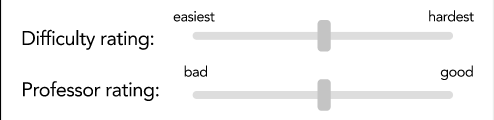 easiest hardest
Difficulty rating:
bad good
Professor rating: